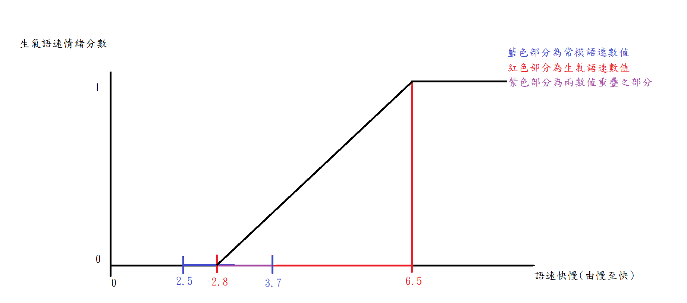 生氣語速情緒分數
藍色部分為常模語速數值
紅色部分為生氣語速數值
紫色部分為兩數值重疊之部分
1
0
0
2.5
2.8
3.7
6.5
語速快慢(由慢至快)